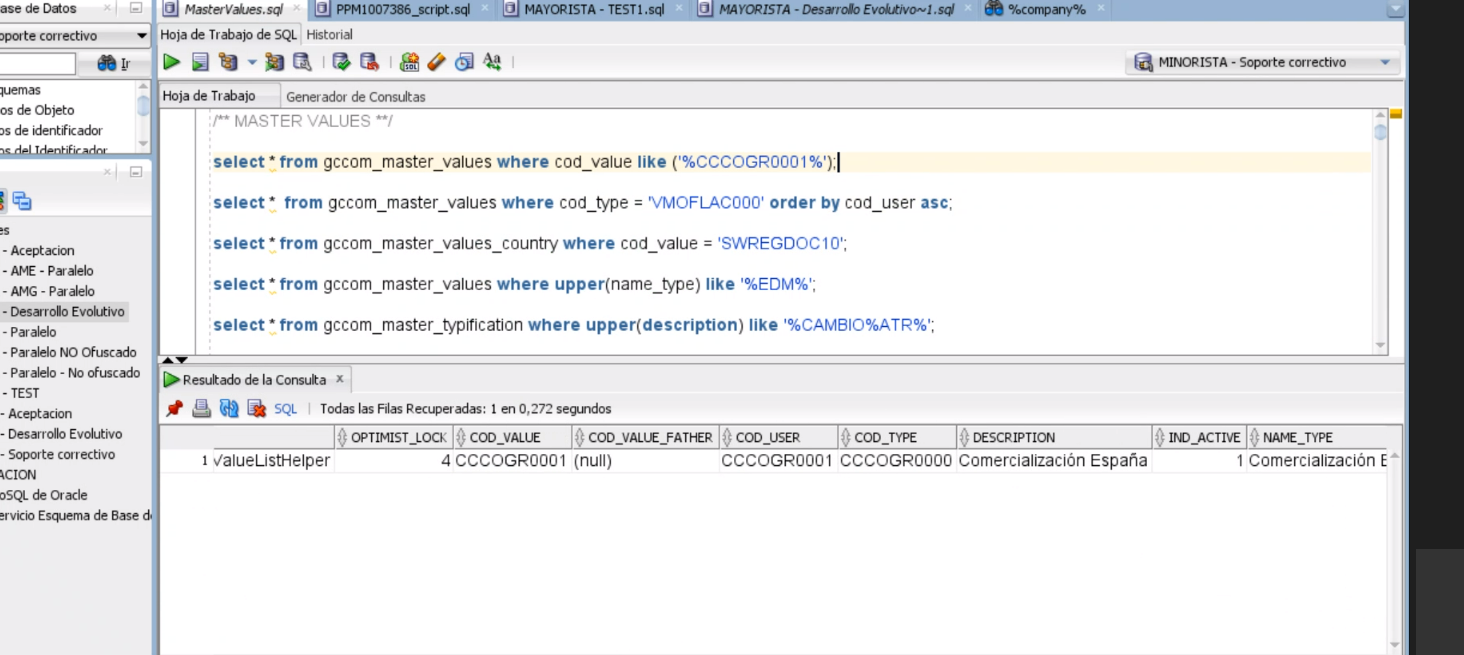 ase de Datos
MasterValues.sql
PPM1007386_script.sql
MAYORISTA - TEST1.sql
MAYORISTA - Desarrollo Evolutivo~1.sql
%company%
oporte correctivo
Hoja de Trabajo de SQL
Historial
Ir
MINORISTA - Soporte correctivo
quemas
os de Objeto
os de identificador
os del Identificador
Hoja de Trabajo
Generador de Consultas
/** MASTER VALUES **/
select * from gccom_master_values where cod_value like ('%CCCOGR0001%');
select * from gccom_master_values where cod_type = 'VMOFLAC000' order by cod_user asc;
select * from gccom_master_values_country where cod_value = 'SWREGDOC10';
select * from gccom_master_values where upper(name_type) like '%EDM%';
select * from gccom_master_typification where upper(description) like '%CAMBIO%ATR%';
es
- Aceptacion
- AME - Paralelo
- AMG - Paralelo
- Desarrollo Evolutivo
- Paralelo
- Paralelo NO Ofuscado
- Paralelo - No ofuscado
- TEST
- Aceptacion
- Desarrollo Evolutivo
- Soporte correctivo
ACION
oSQL de Oracle
ervicio Esquema de Base d
Resultado de la Consulta
SQL
Todas las Filas Recuperadas: 1 en 0,272 segundos
OPTIMIST_LOCK COD_VALUE COD_VALUE_FATHER COD_USER COD_TYPE DESCRIPTION IND_ACTIVE NAME_TYPE
1 ValueListHelper 4 CCCOGR0001 (null) CCCOGR0001 CCCOGR0000 Comercialización España 1 Comercialización E